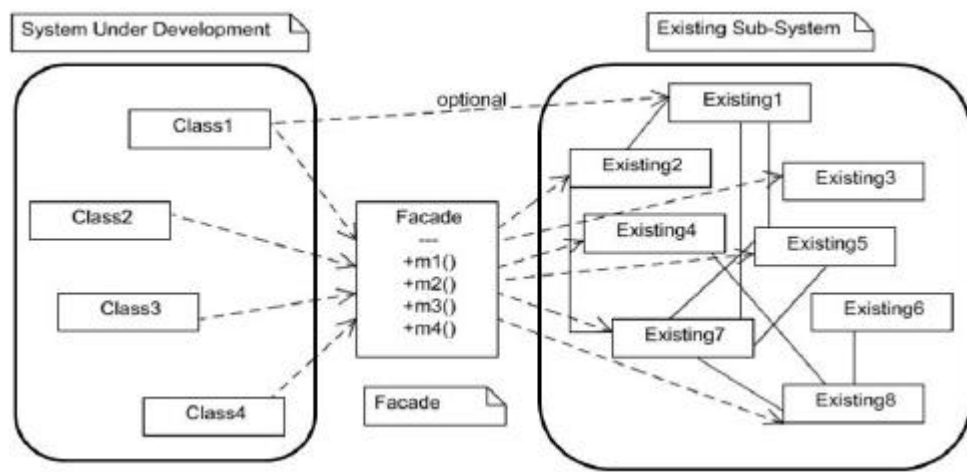 System Under Development
Existing Sub-System
optional
Existing1
Class1
Existing2
Existing3
Class2
Facade
---
+m1()
+m2()
+m3()
+m4()
Existing4
Existing5
Class3
Existing6
Existing7
Facade
Class4
Existing8